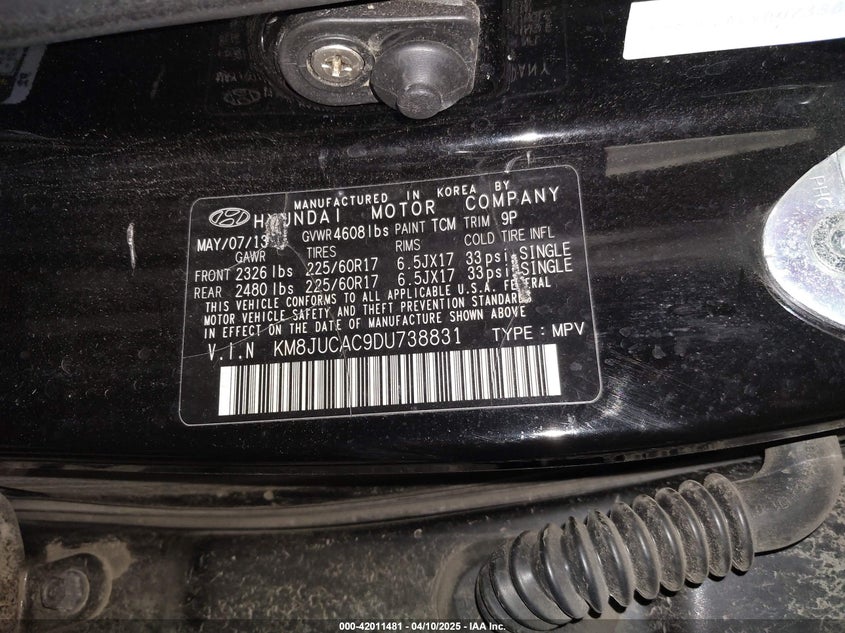 MANUFACTURED IN KOREA BY
HYUNDAI MOTOR COMPANY
MAY/07/13 GVWR 4608lbs PAINT TCM TRIM 9P
GAWR TIRES RIMS COLD TIRE INFL
FRONT 2326 lbs 225/60R17 6.5JX17 33 psi, SINGLE
REAR 2480 lbs 225/60R17 6.5JX17 33 psi, SINGLE
THIS VEHICLE CONFORMS TO ALL APPLICABLE U.S.A. FEDERAL
MOTOR VEHICLE SAFETY AND THEFT PREVENTION STANDARDS
IN EFFECT ON THE DATE OF MANUFACTURE SHOWN ABOVE
V.I.N KM8JUCAC9DU738831 TYPE : MPV
000-42011481 - 04/10/2025 - IAA Inc.